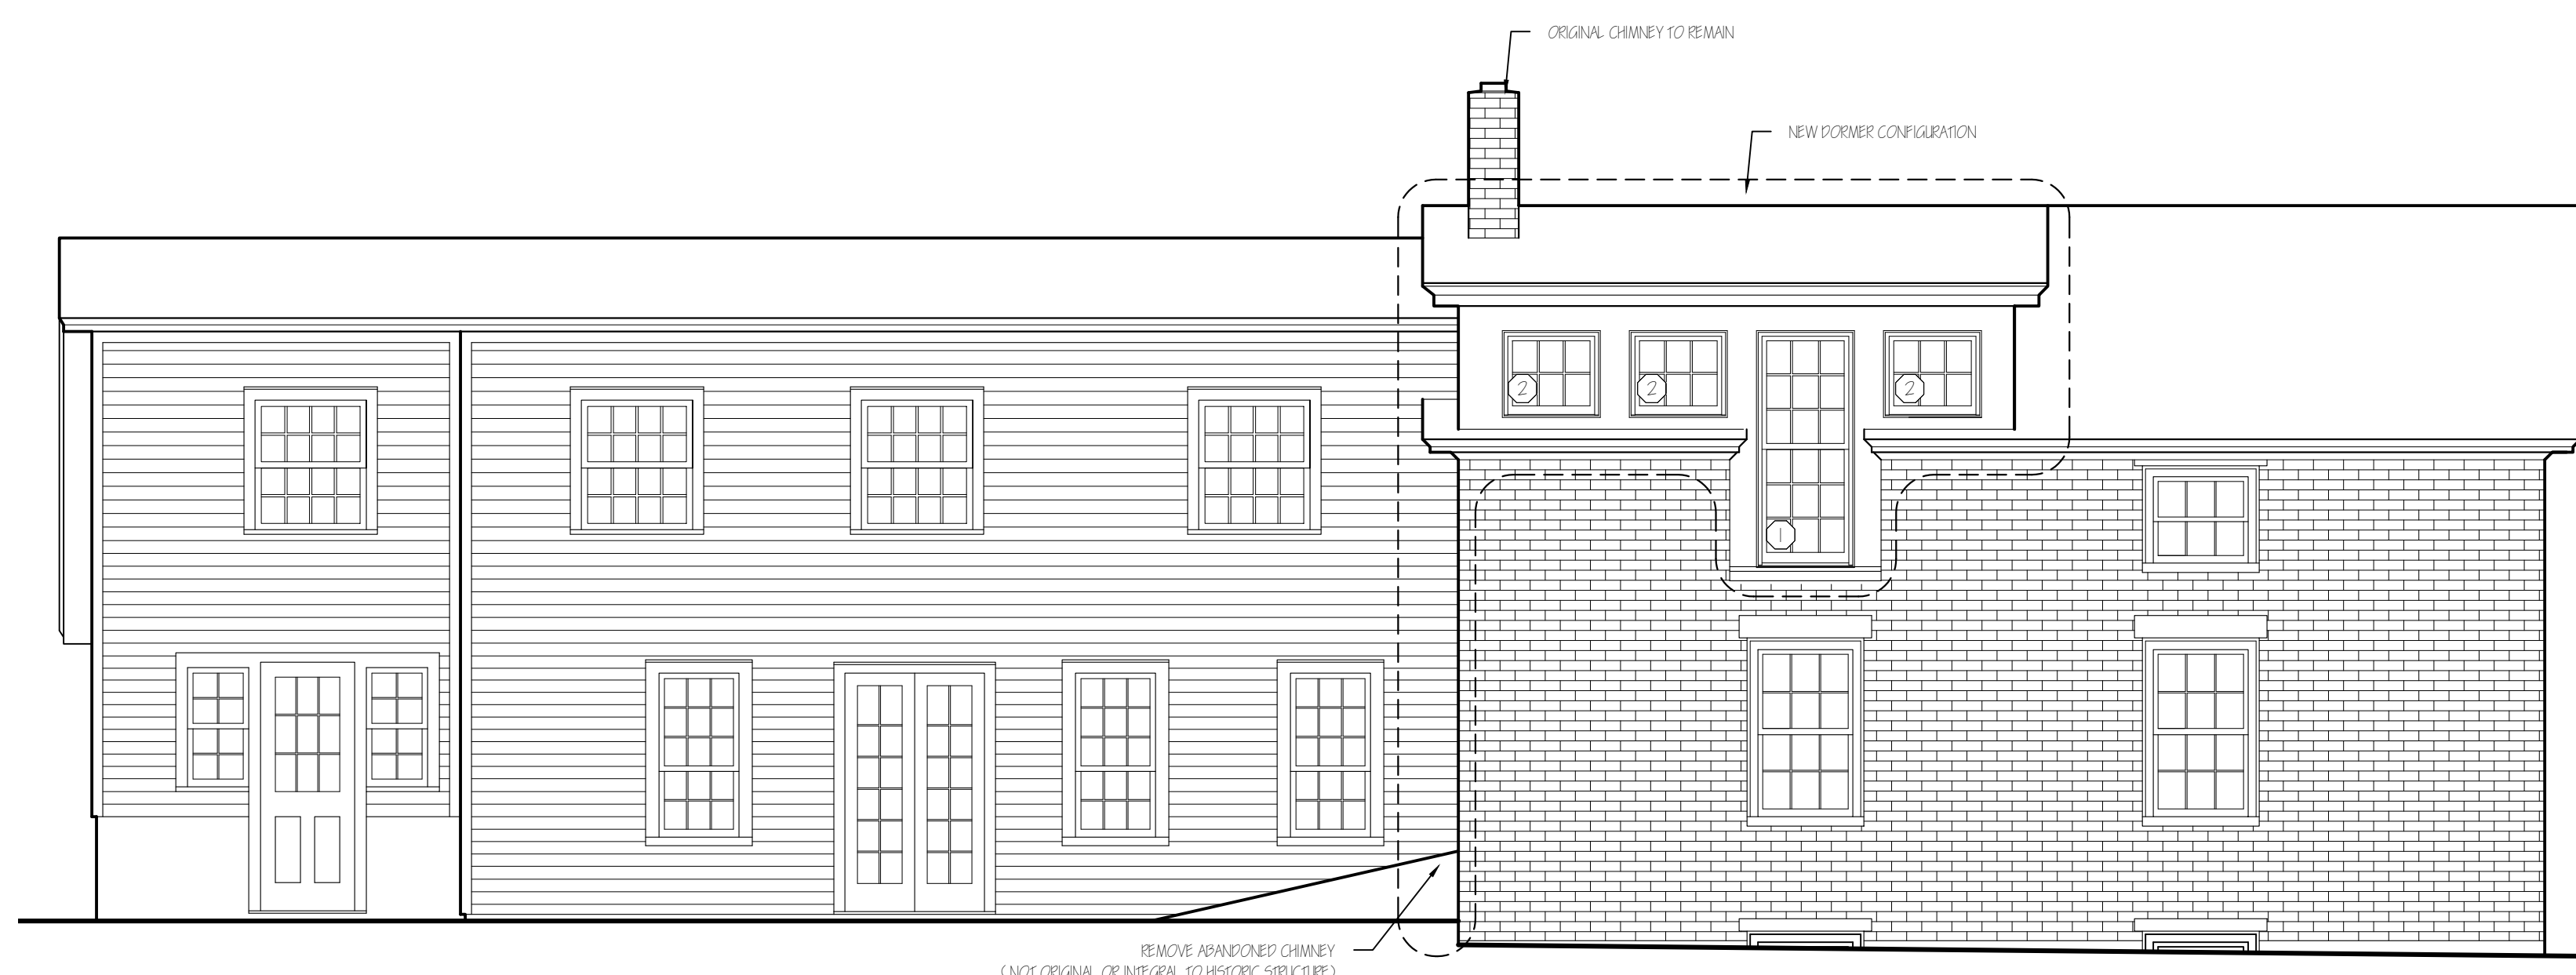 ORIGINAL CHIMNEY TO REMAIN
NEW DORMER CONFIGURATION
2
2
2
1
REMOVE ABANDONED CHIMNEY
(NOT ORIGINAL OR INTEGRAL TO HISTORIC STRUCTURE)